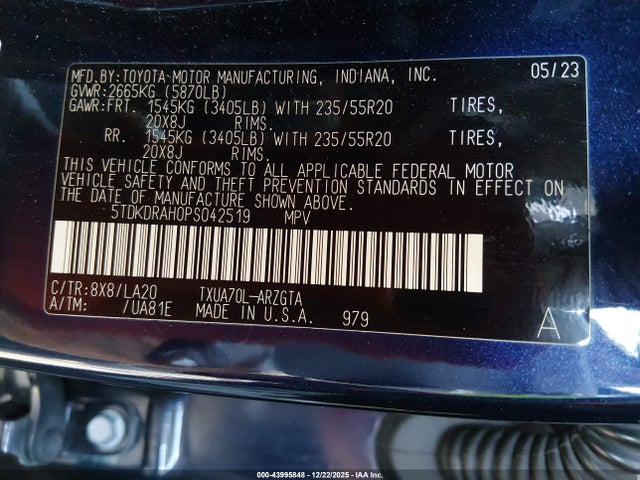 MFD.BY:TOYOTA MOTOR MANUFACTURING, INDIANA, INC. 05/23
GVWR:2665KG (5870LB)
GAWR:FRT. 1545KG (3405LB) WITH 235/55R20 TIRES,
20X8J RIMS.
RR. 1545KG (3405LB) WITH 235/55R20 TIRES,
20X8J RIMS.
THIS VEHICLE CONFORMS TO ALL APPLICABLE FEDERAL MOTOR
VEHICLE SAFETY AND THEFT PREVENTION STANDARDS IN EFFECT ON
THE DATE OF MANUFACTURE SHOWN ABOVE.
5TDKDRAH0PS042519 MPV
C/TR:8X8/LA20 TXUA70L-ARZGTA
A/TM: /UA81E MADE IN U.S.A. 979 A
000-43995848 - 12/22/2025 - IAA Inc.